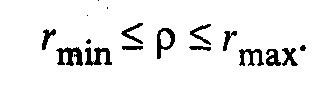 r_min ≤ ρ ≤ r_max.